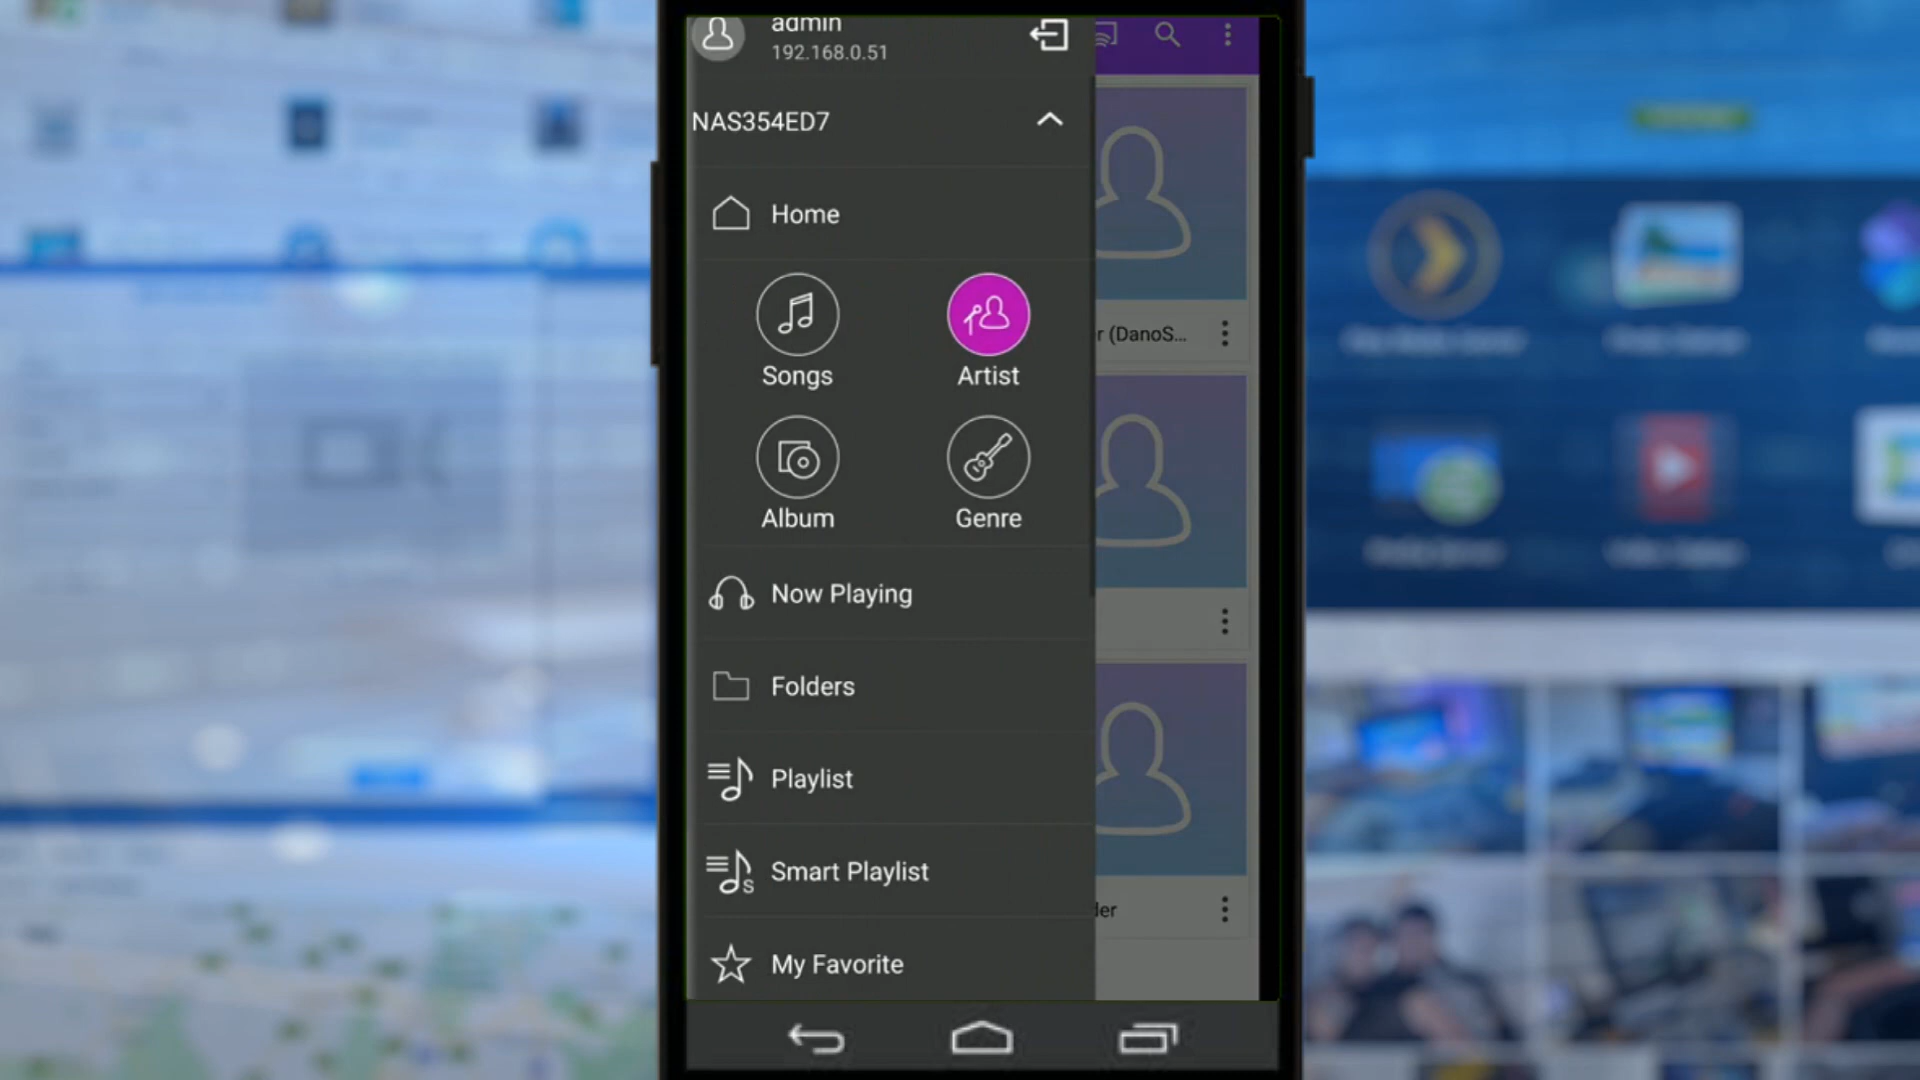 admin
192.168.0.51
NAS354ED7
Home
Songs
Artist
r (DanoS...
Album
Genre
Now Playing
Folders
Playlist
Smart Playlist
My Favorite
der